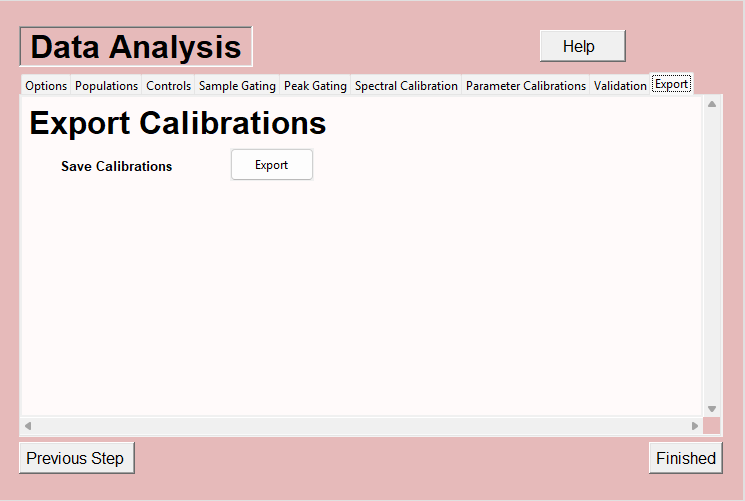 Data Analysis
Help
Options Populations Controls Sample Gating Peak Gating Spectral Calibration Parameter Calibrations Validation Export
Export Calibrations
Save Calibrations Export
Previous Step Finished